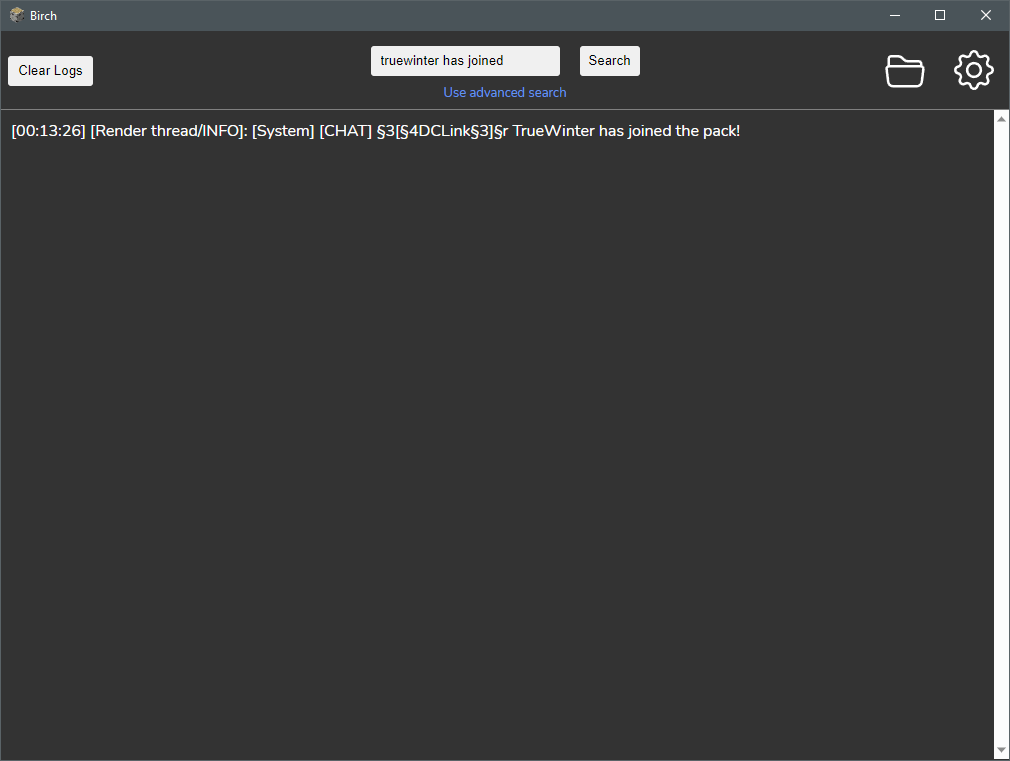 Birch
Clear Logs
truewinter has joined
Search
Use advanced search
[00:13:26] [Render thread/INFO]: [System] [CHAT] §3[§4DCLink§3]§r TrueWinter has joined the pack!